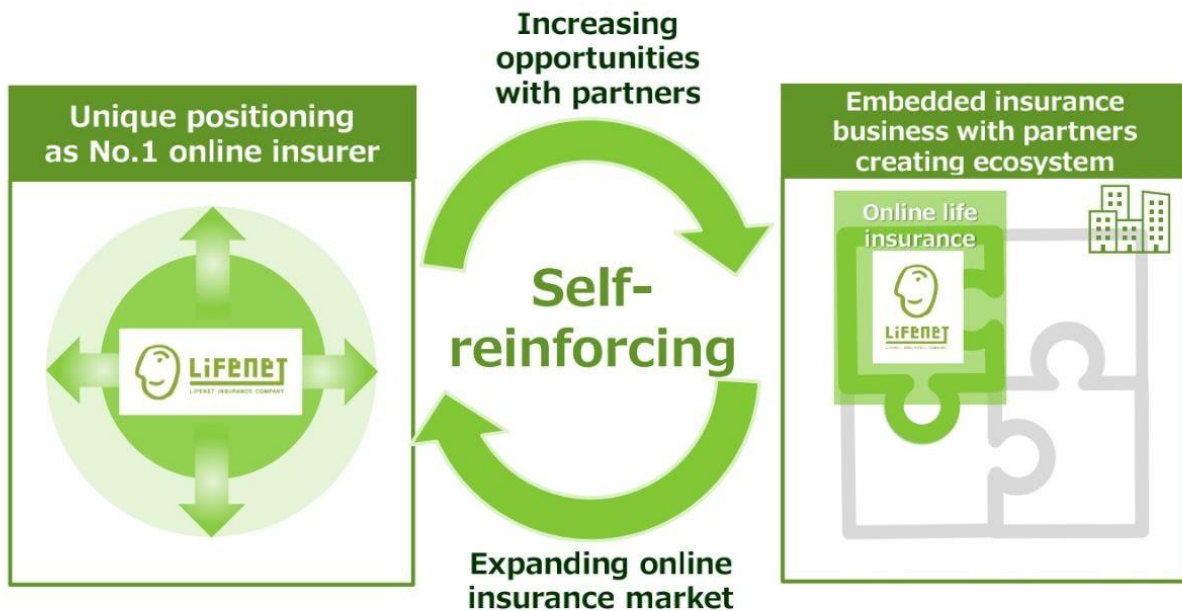 Increasing
opportunities
with partners
Unique positioning
as No.1 online insurer
LIFENET
LIFENET INSURANCE COMPANY
Self-
reinforcing
Embedded insurance
business with partners
creating ecosystem
Online life
insurance
LIFENET
Expanding online
insurance market